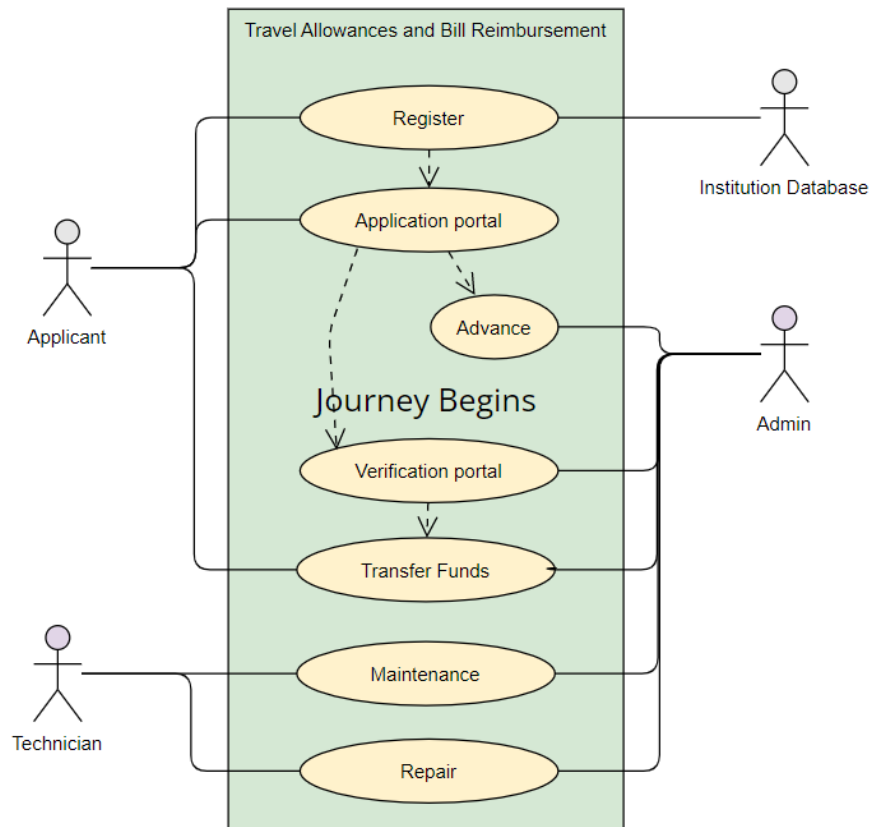 Travel Allowances and Bill Reimbursement
Register
Institution Database
Application portal
Applicant
Advance
Journey Begins
Admin
Verification portal
Transfer Funds
Maintenance
Technician
Repair